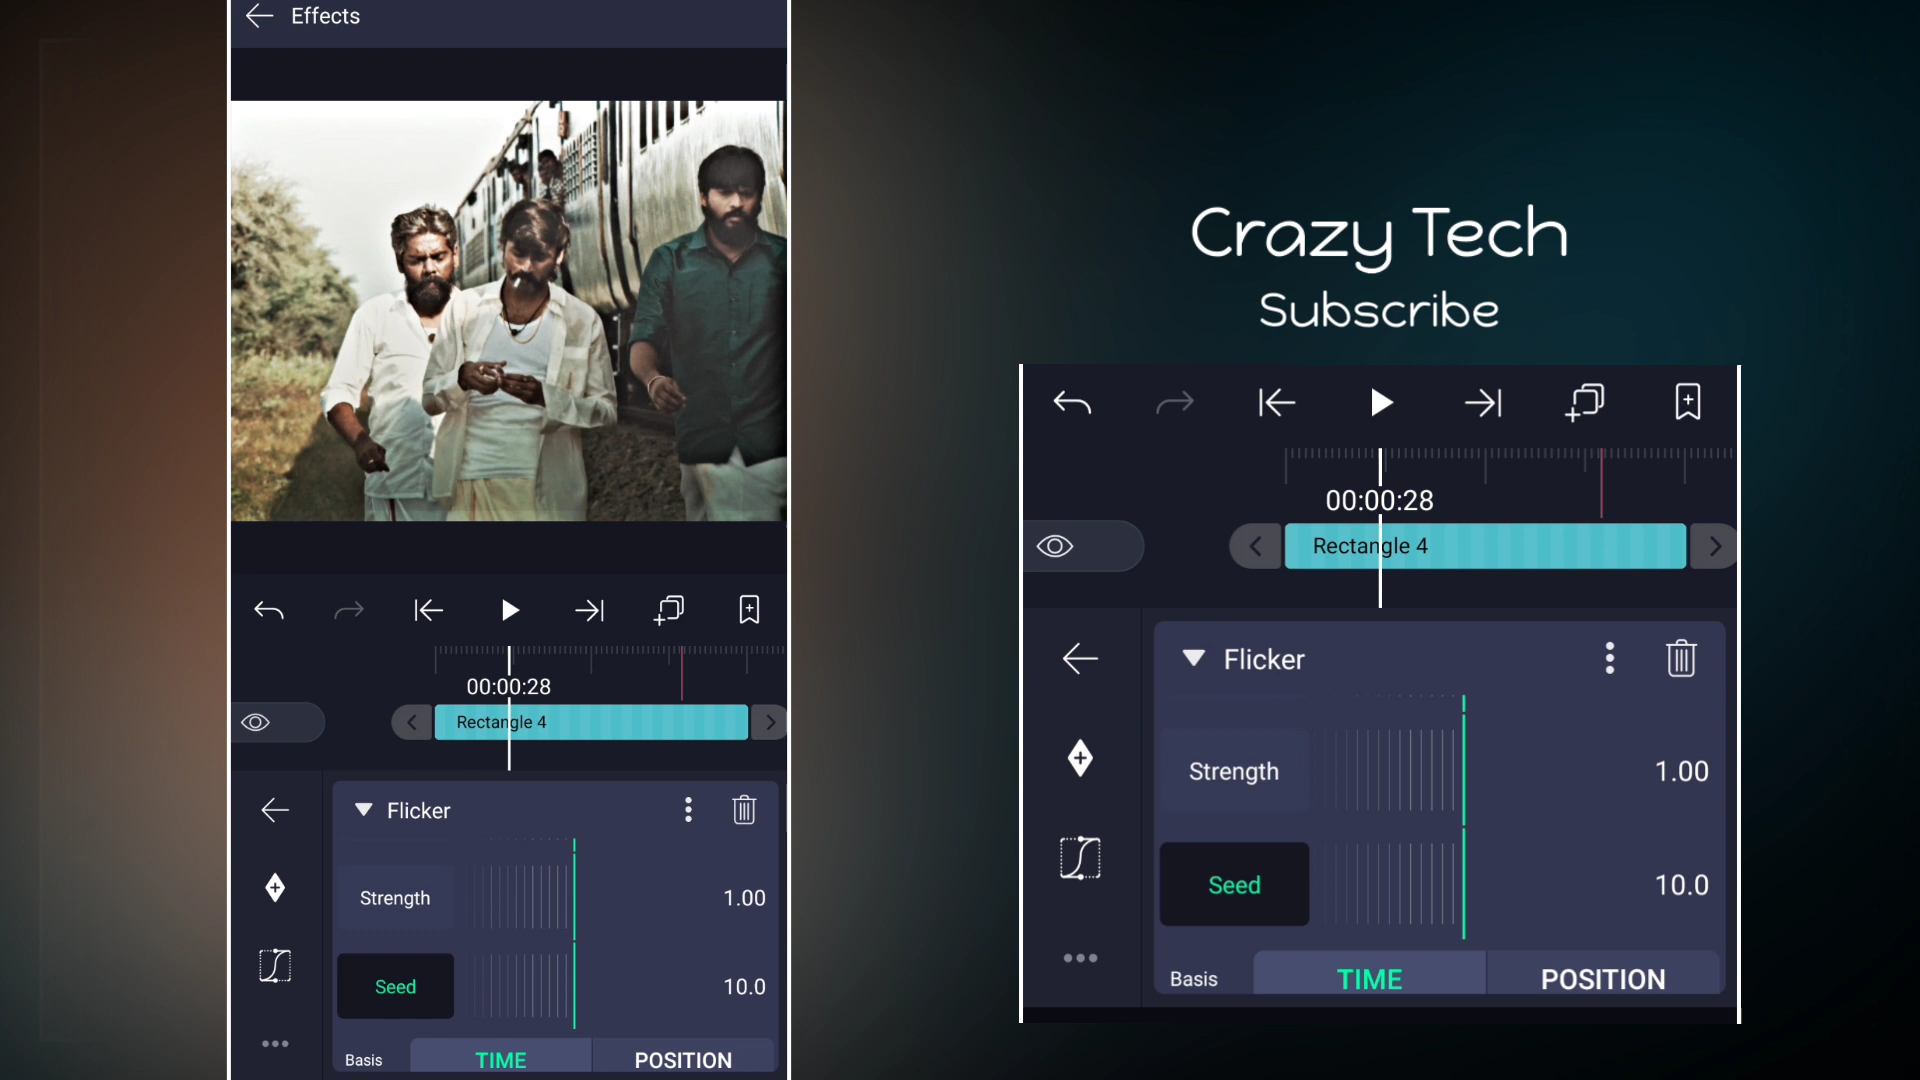 Effects
00:00:28
Rectangle 4
Flicker
Strength 1.00
Seed 10.0
Basis TIME POSITION
Crazy Tech
Subscribe
00:00:28
Rectangle 4
Flicker
Strength 1.00
Seed 10.0
Basis TIME POSITION